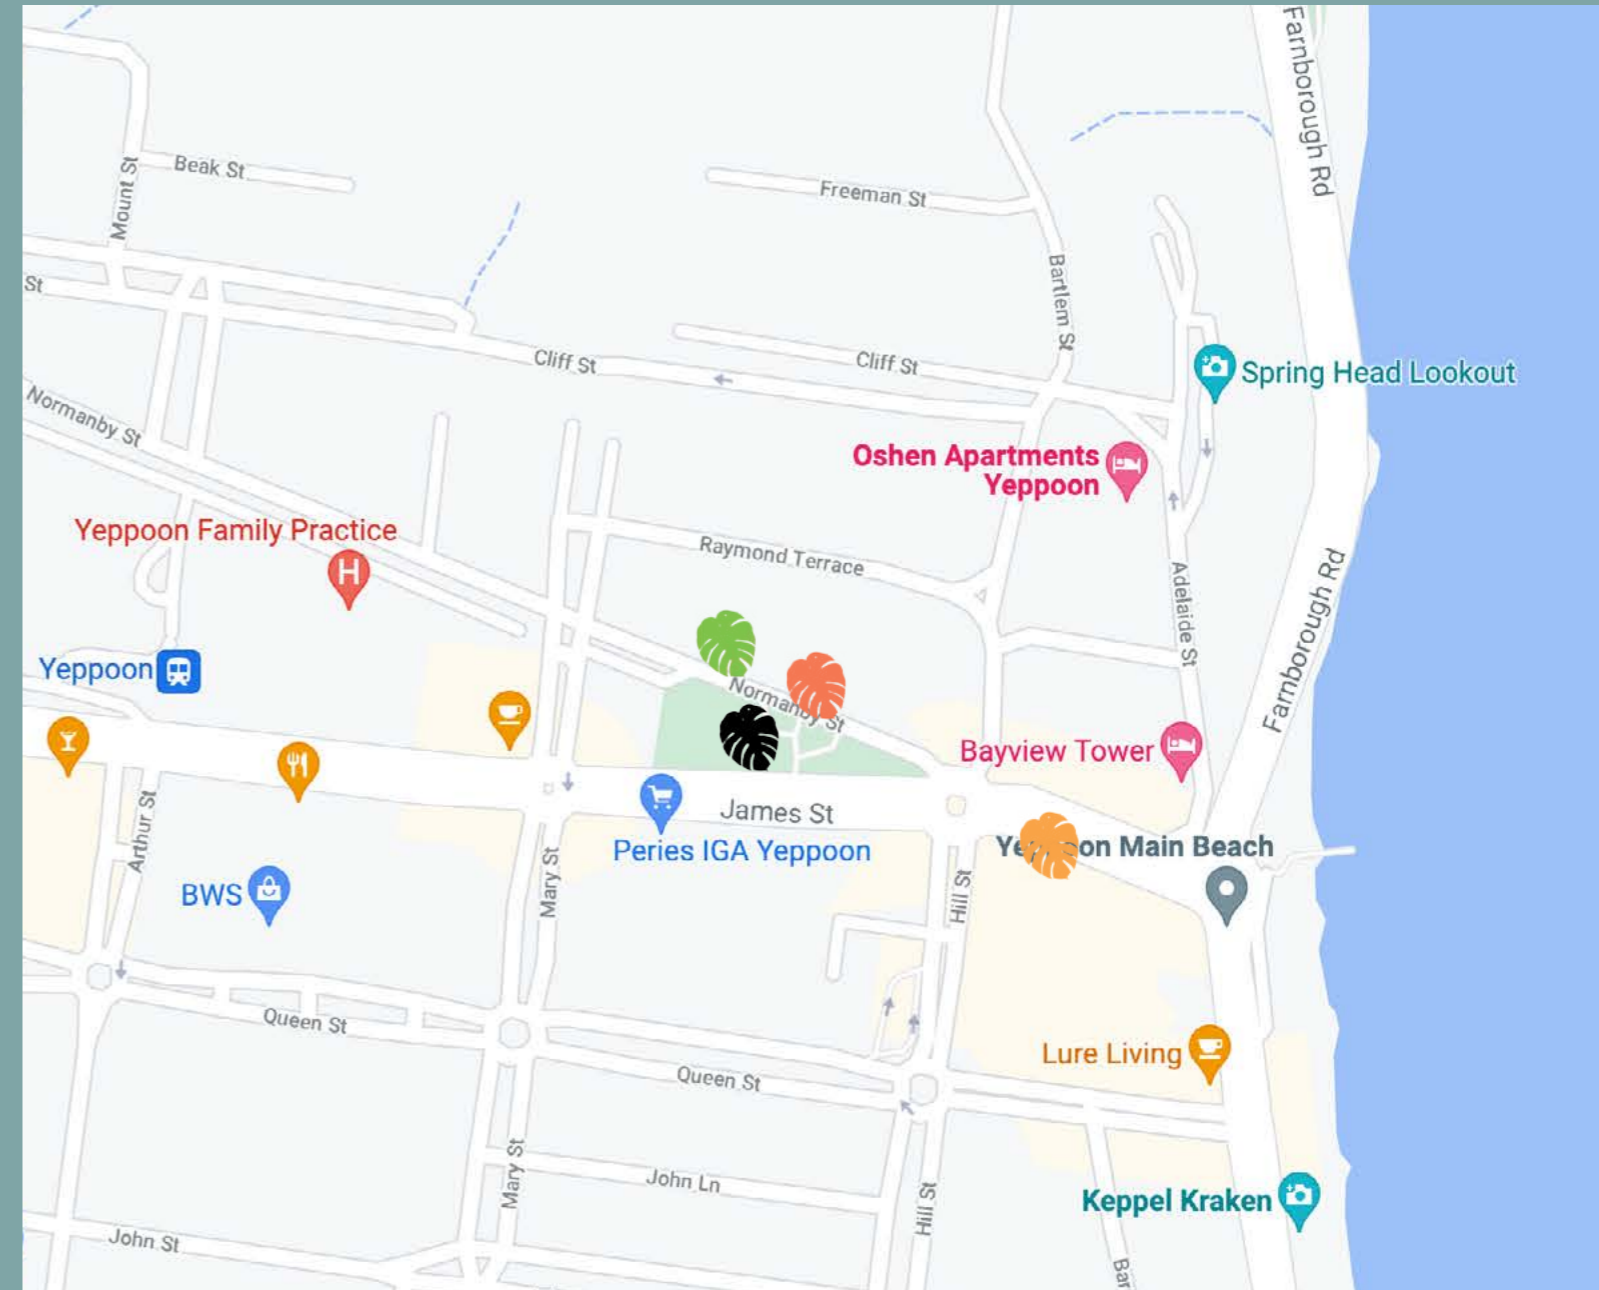 Farnborough Rd
Mount St
Beak St
Freeman St
St
Bartlem St
Cliff St
Cliff St
Spring Head Lookout
Normanby St
Oshen Apartments
Yeppoon
Yeppoon Family Practice
H
Raymond Terrace
Adelaide St
Farnborough Rd
Yeppoon
Normanby St
Bayview Tower
James St
Arthur St
Peries IGA Yeppoon
on Main Beach
BWS
Mary St
Hill St
Queen St
Lure Living
Queen St
Mary St
John Ln
Hill St
Keppel Kraken
John St